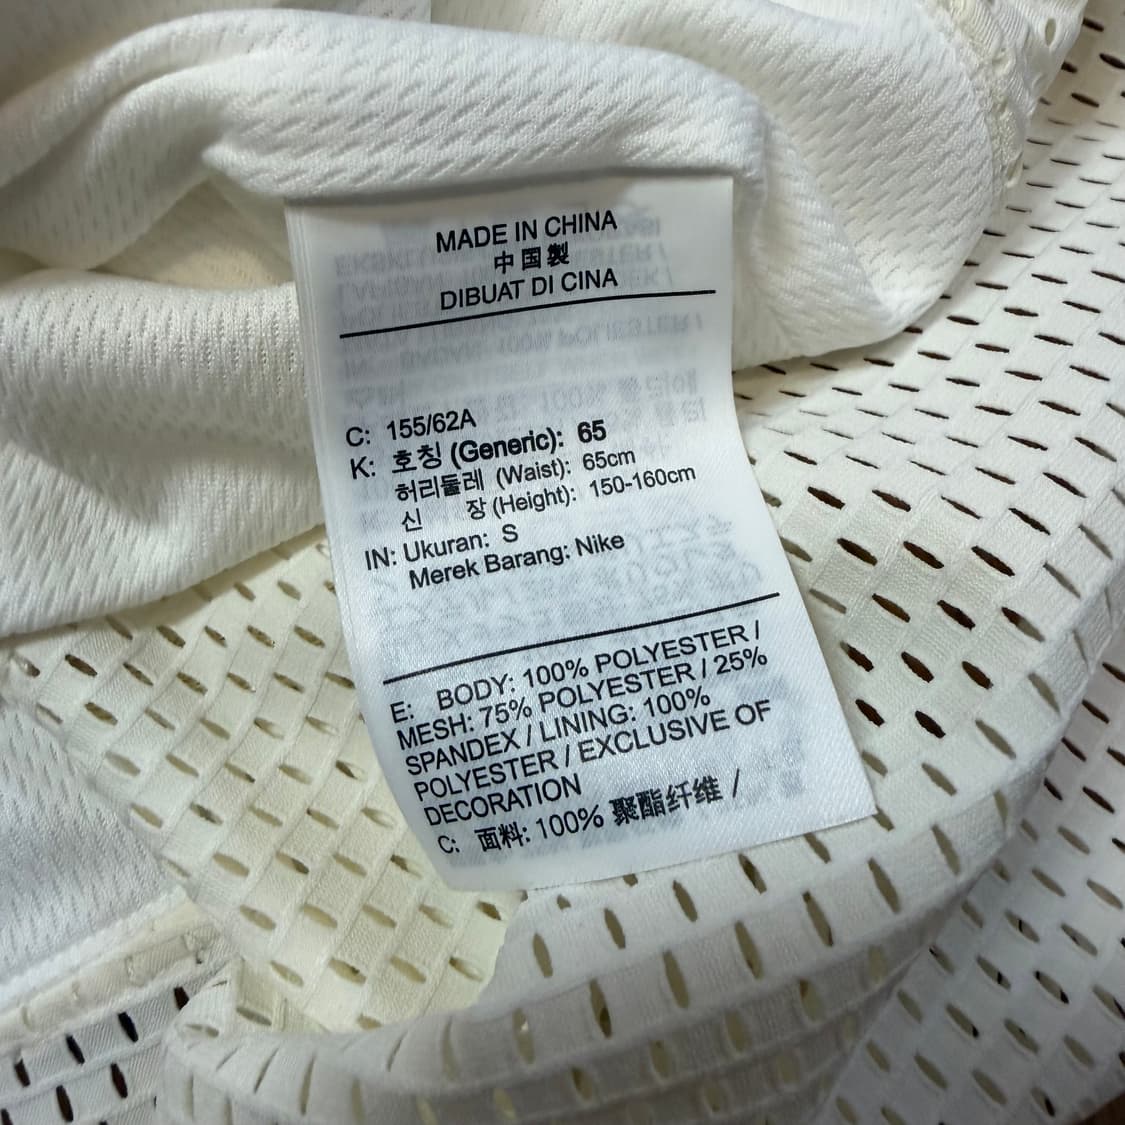 MADE IN CHINA
中国製
DIBUAT DI CINA
C: 155/62A
K: 호칭 (Generic): 65
허리둘레 (Waist): 65cm
신 장 (Height): 150-160cm
IN: Ukuran: S
Merek Barang: Nike
E: BODY: 100% POLYESTER /
MESH: 75% POLYESTER / 25%
SPANDEX / LINING: 100%
POLYESTER / EXCLUSIVE OF
DECORATION
C: 面料: 100% 聚酯纤维 /